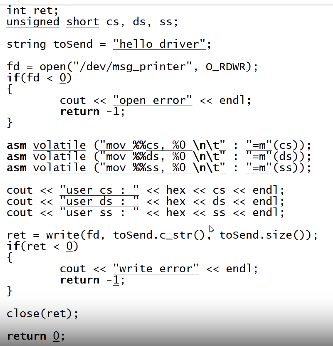 int ret;
unsigned short cs, ds, ss;
string toSend = "hello driver";
fd = open("/dev/msg_printer", O_RDWR);
if(fd < 0)
{
cout << "open error" << endl;
return -1;
}
asm volatile ("mov %%cs, %0 \n\t" : "=m"(cs));
asm volatile ("mov %%ds, %0 \n\t" : "=m"(ds));
asm volatile ("mov %%ss, %0 \n\t" : "=m"(ss));
cout << "user cs : " << hex << cs << endl;
cout << "user ds : " << hex << ds << endl;
cout << "user ss : " << hex << ss << endl;
ret = write(fd, toSend.c_str(), toSend.size());
if(ret < 0)
{
cout << "write error" << endl;
return -1;
}
close(ret);
return 0;